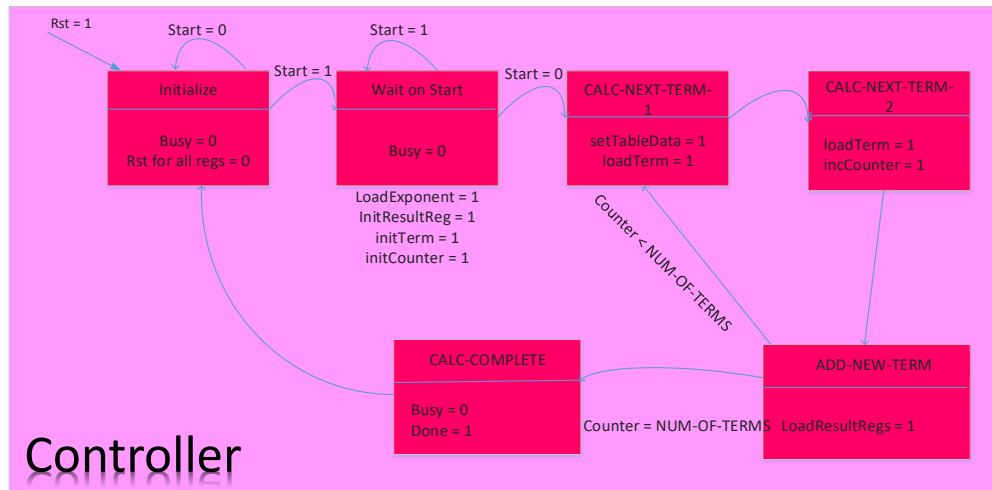 Rst = 1
Start = 0
Start = 1
Start = 1
Start = 0
Initialize
Busy = 0
Rst for all regs = 0
Wait on Start
Busy = 0
LoadExponent = 1
InitResultReg = 1
initTerm = 1
initCounter = 1
CALC-NEXT-TERM-
1
setTableData = 1
loadTerm = 1
CALC-NEXT-TERM-
2
loadTerm = 1
incCounter = 1
Counter < NUM-OF-TERMS
ADD-NEW-TERM
LoadResultRegs = 1
Counter = NUM-OF-TERMS
CALC-COMPLETE
Busy = 0
Done = 1
Controller